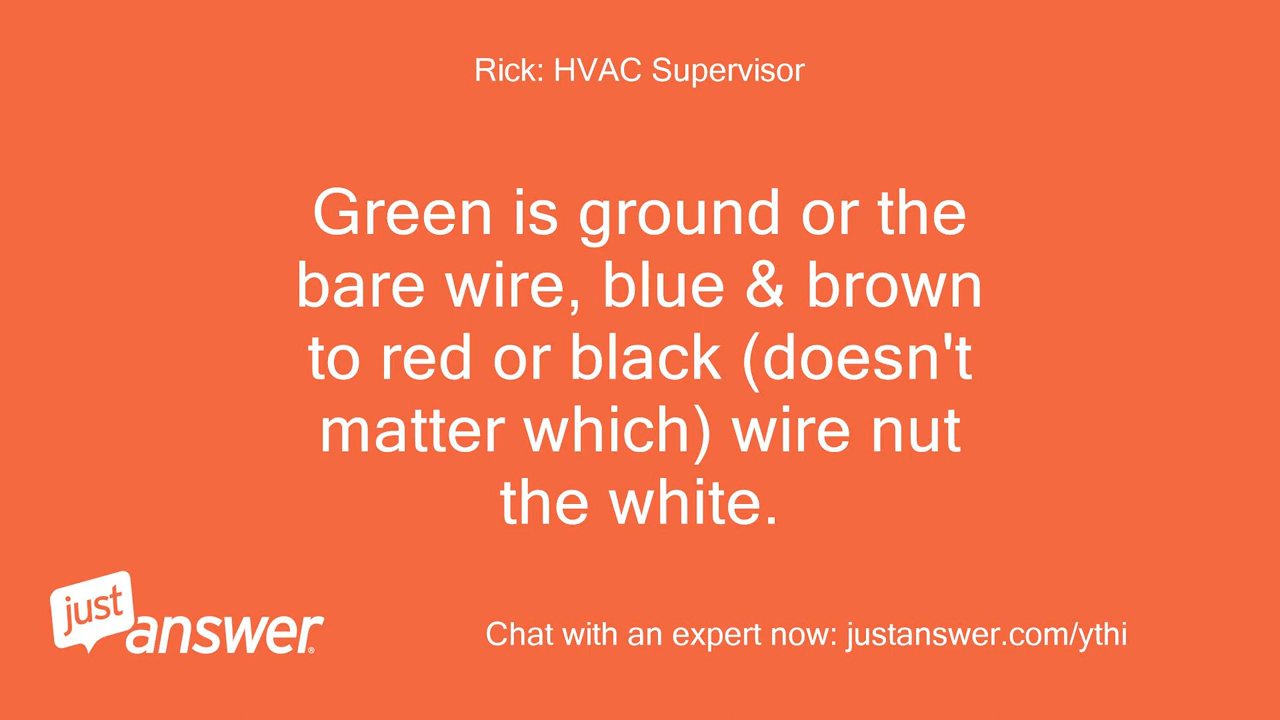 Rick: HVAC Supervisor
Green is ground or the
bare wire, blue & brown
to red or black (doesn't
matter which) wire nut
the white.
just
answer®
Chat with an expert now: justanswer.com/ythi